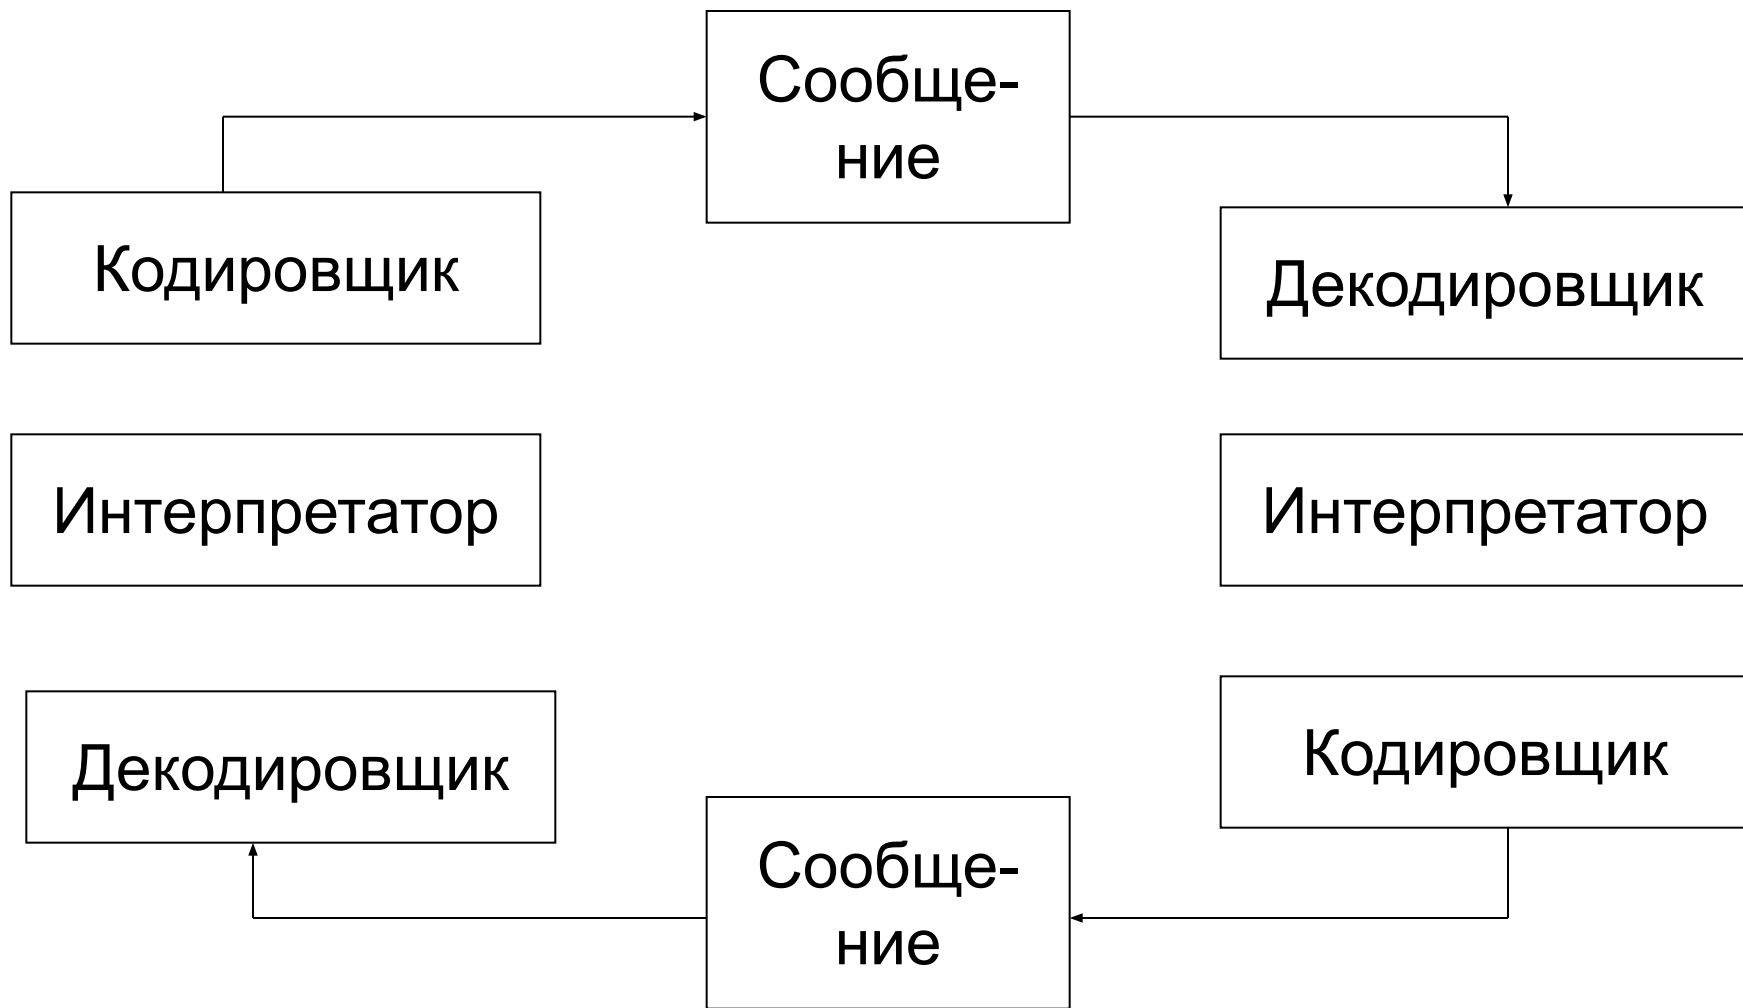 Сообще-
ние
Кодировщик
Декодировщик
Интерпретатор
Интерпретатор
Декодировщик
Кодировщик
Сообще-
ние